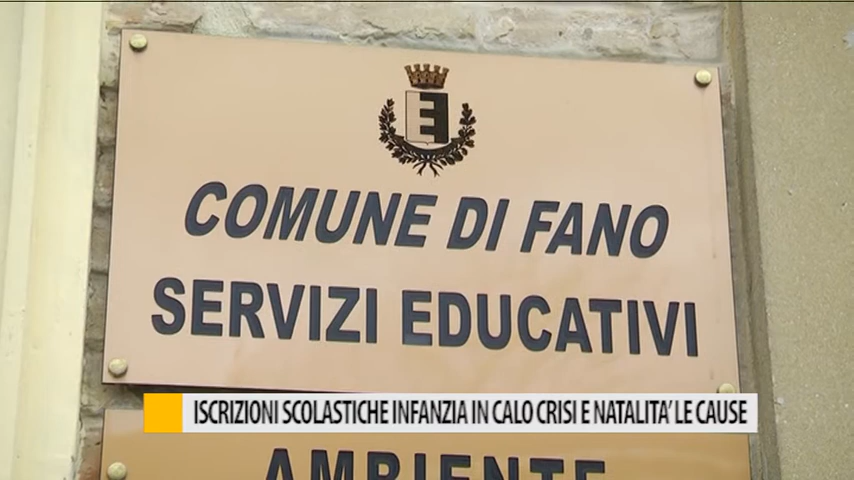 COMUNE DI FANO
SERVIZI EDUCATIVI
ISCRIZIONI SCOLASTICHE INFANZIA IN CALO CRISI E NATALITA' LE CAUSE
AMBIENTE